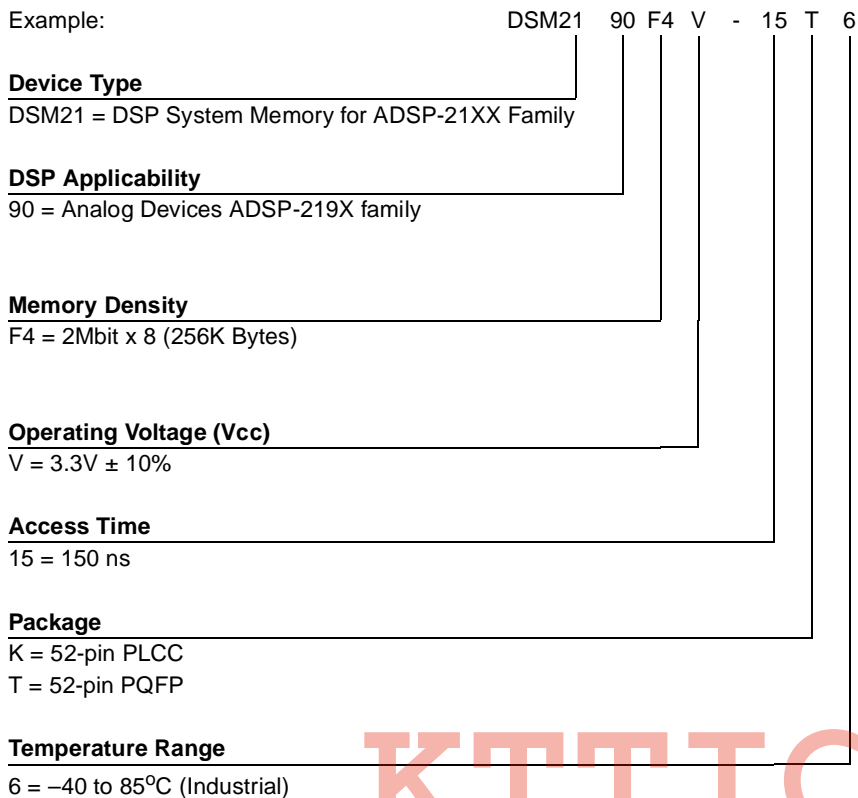 Example: DSM21 90 F4 V - 15 T 6
Device Type
DSM21 = DSP System Memory for ADSP-21XX Family
DSP Applicability
90 = Analog Devices ADSP-219X family
Memory Density
F4 = 2Mbit x 8 (256K Bytes)
Operating Voltage (Vcc)
V = 3.3V ± 10%
Access Time
15 = 150 ns
Package
K = 52-pin PLCC
T = 52-pin PQFP
Temperature Range
6 = –40 to 85°C (Industrial)